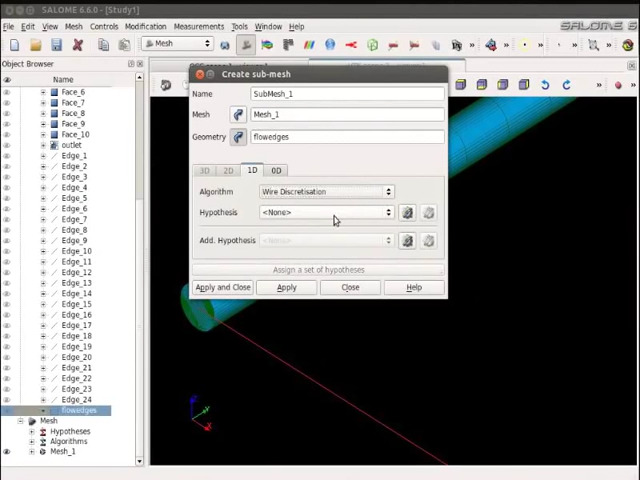 SALOME 6.6.0 - [Study1]
File Edit View Mesh Controls Modification Measurements Tools Window Help
Mesh
SALOME 6
Object Browser
Name
Face_6
Face_7
Face_8
Face_9
Face_10
outlet
Edge_1
Edge_2
Edge_3
Edge_4
Edge_5
Edge_6
Edge_7
Edge_8
Edge_9
Edge_10
Edge_11
Edge_12
Edge_13
Edge_14
Edge_15
Edge_16
Edge_17
Edge_18
Edge_19
Edge_20
Edge_21
Edge_22
Edge_23
Edge_24
flowedges
Mesh
Hypotheses
Algorithms
Mesh_1
Create sub-mesh
Name SubMesh_1
Mesh Mesh_1
Geometry flowedges
3D 2D 1D 0D
Algorithm Wire Discretisation
Hypothesis <None>
Add. Hypothesis <None>
Assign a set of hypotheses
Apply and Close Apply Close Help